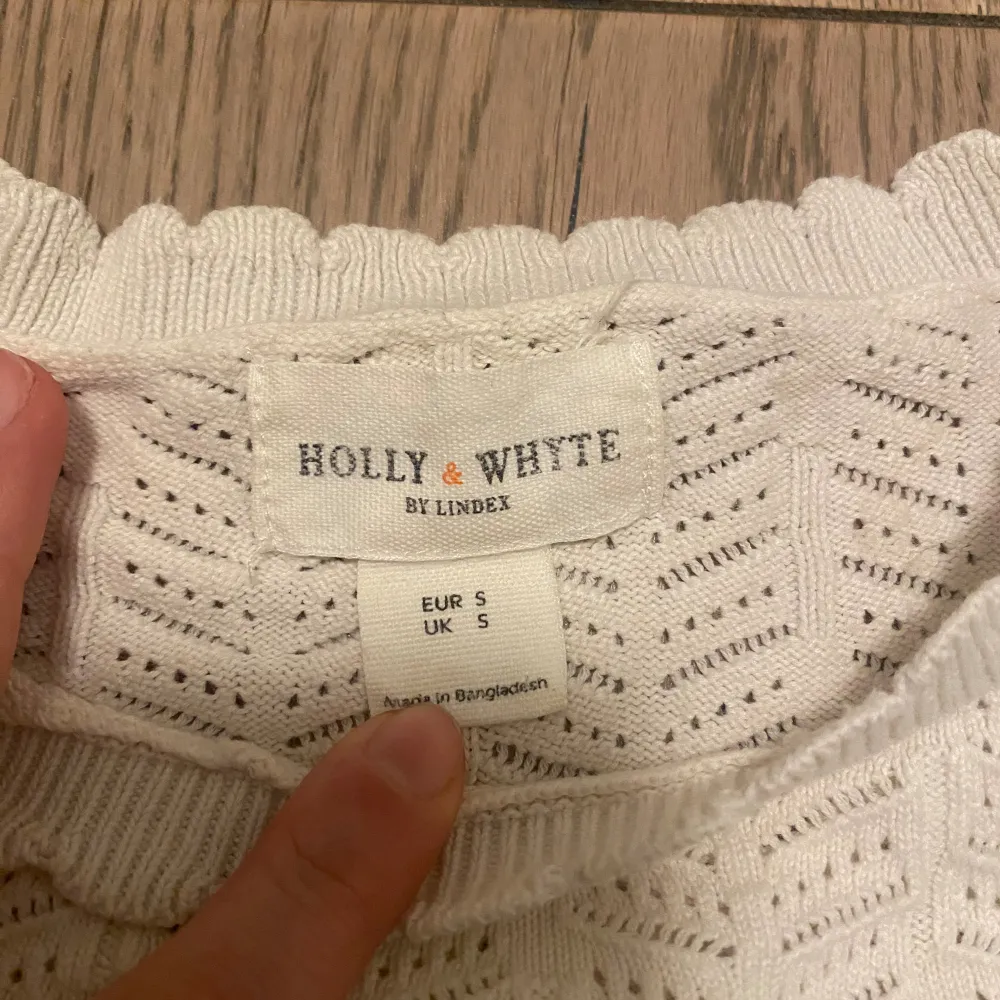 HOLLY & WHYTE
BY LINDEX
EUR S
UK S
Made in Bangladesh